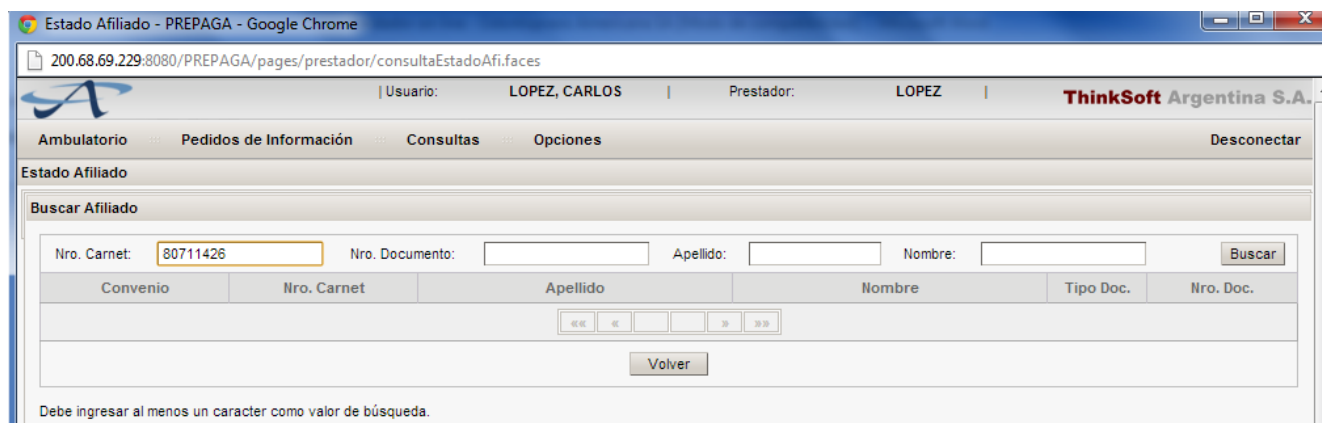 Estado Afiliado - PREPAGA - Google Chrome
200.68.69.229:8080/PREPAGA/pages/prestador/consultaEstadoAfi.faces
| Usuario: LOPEZ, CARLOS | Prestador: LOPEZ | ThinkSoft Argentina S.A.
Ambulatorio Pedidos de Información Consultas Opciones Desconectar
Estado Afiliado
Buscar Afiliado
Nro. Carnet: 80711426 Nro. Documento: Apellido: Nombre: Buscar
Convenio Nro. Carnet Apellido Nombre Tipo Doc. Nro. Doc.
«« « » »»
Volver
Debe ingresar al menos un caracter como valor de búsqueda.